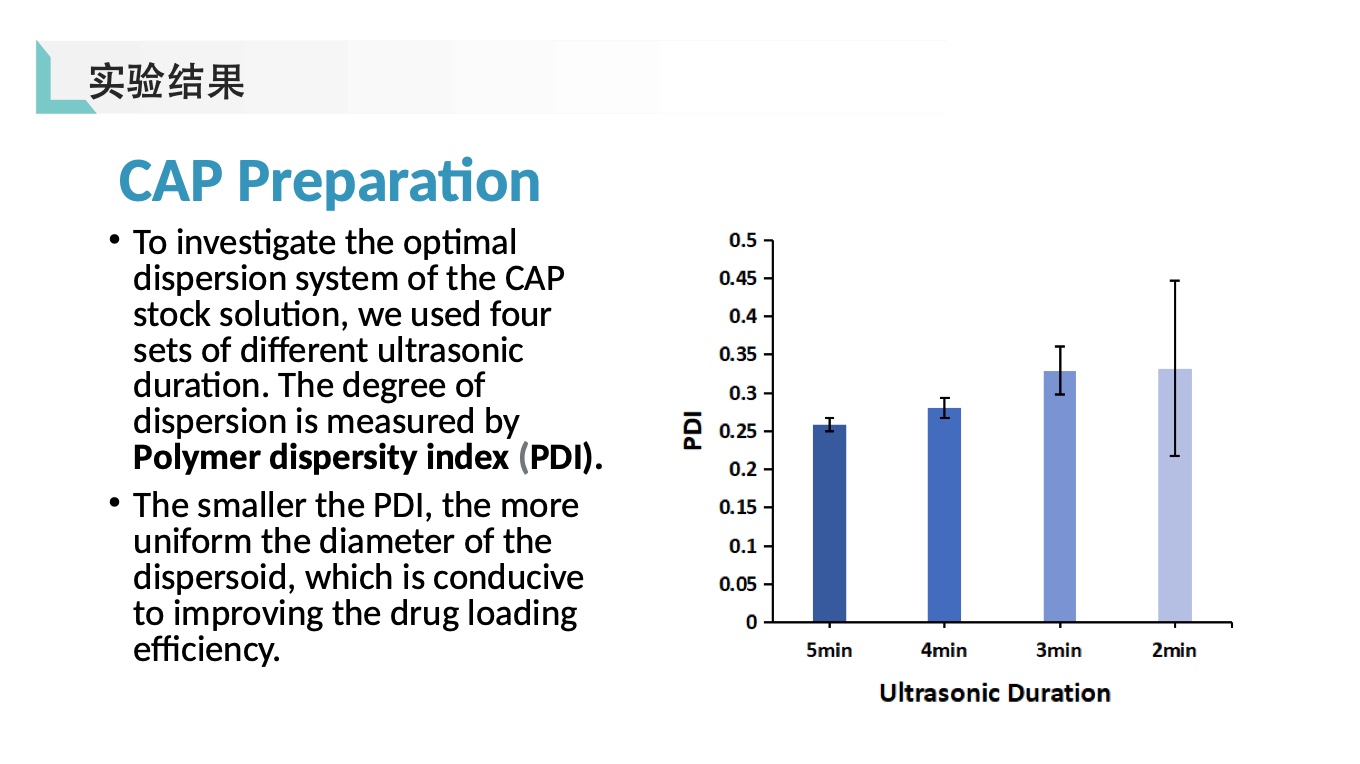 实验结果
CAP Preparation
• To investigate the optimal
dispersion system of the CAP
stock solution, we used four
sets of different ultrasonic
duration. The degree of
dispersion is measured by
Polymer dispersity index (PDI).
• The smaller the PDI, the more
uniform the diameter of the
dispersoid, which is conducive
to improving the drug loading
efficiency.
0.5
0.45
0.4
0.35
0.3
0.25
0.2
0.15
0.1
0.05
0
PDI
5min 4min 3min 2min
Ultrasonic Duration